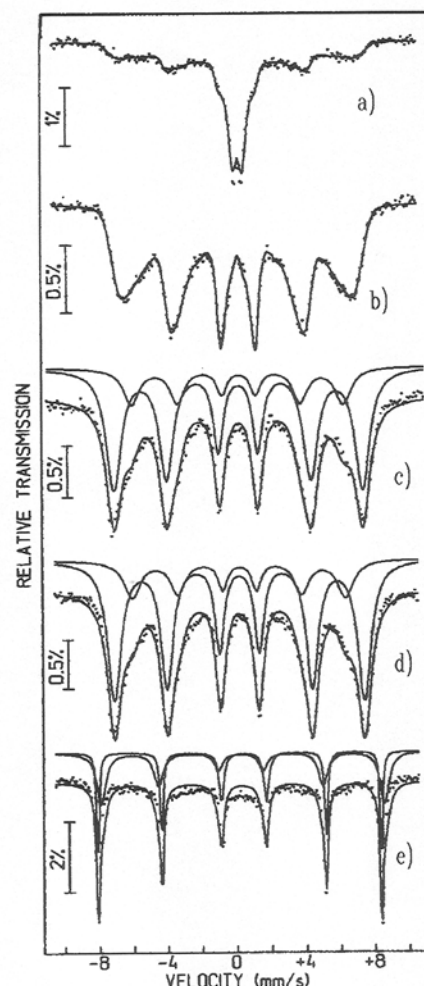 a)
1%
b)
0.5%
c)
0.5%
d)
0.5%
e)
2%
RELATIVE TRANSMISSION
-8 -4 0 +4 +8
VELOCITY (mm/s)